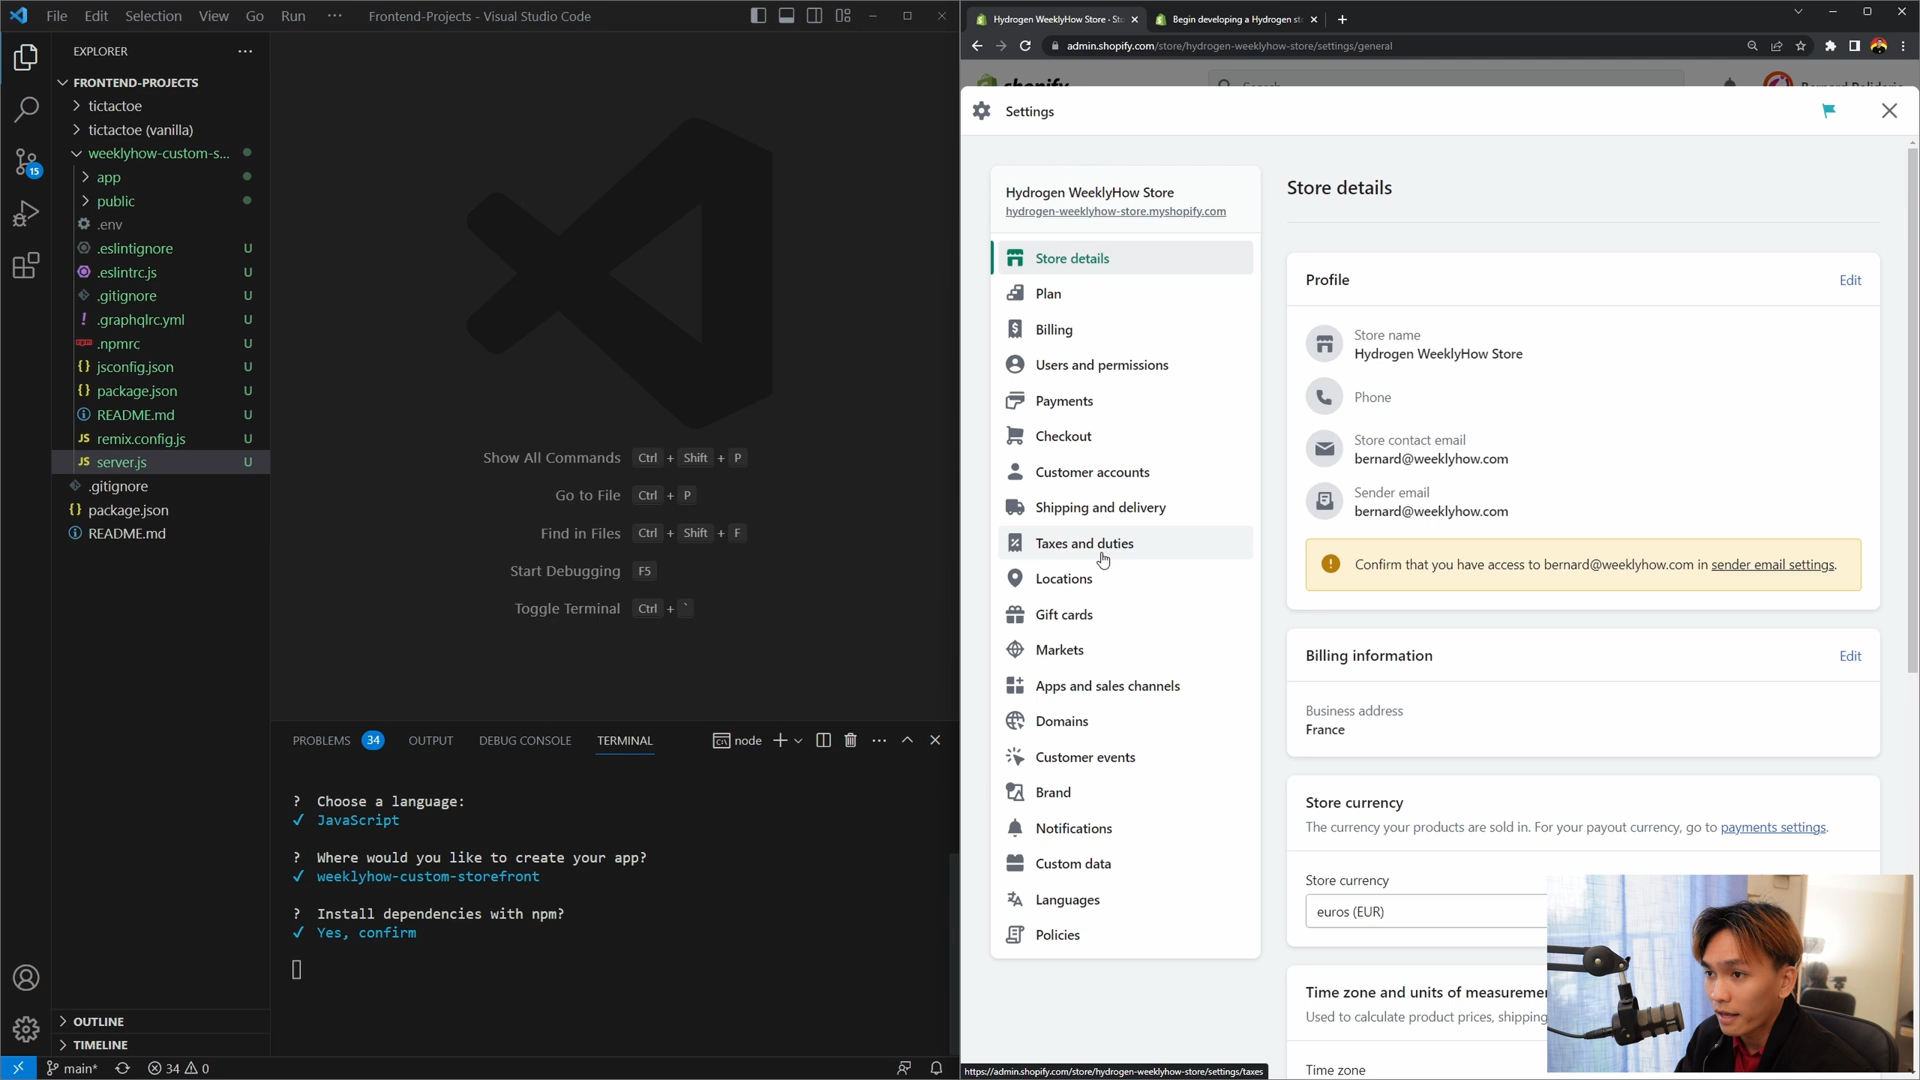 File Edit Selection View Go Run ··· Frontend-Projects - Visual Studio Code
EXPLORER
FRONTEND-PROJECTS
tictactoe
tictactoe (vanilla)
weeklyhow-custom-s...
app
public
.env
.eslintignore U
.eslintrc.js U
.gitignore U
.graphqlrc.yml U
.npmrc U
jsconfig.json U
package.json U
README.md U
JS remix.config.js U
JS server.js U
.gitignore
package.json
README.md
OUTLINE
TIMELINE
15
main* 34 0
Show All Commands Ctrl + Shift + P
Go to File Ctrl + P
Find in Files Ctrl + Shift + F
Start Debugging F5
Toggle Terminal Ctrl + `
PROBLEMS 34 OUTPUT DEBUG CONSOLE TERMINAL node
? Choose a language:
✓ JavaScript
? Where would you like to create your app?
✓ weeklyhow-custom-storefront
? Install dependencies with npm?
✓ Yes, confirm
Hydrogen WeeklyHow Store · Sto
Begin developing a Hydrogen st
admin.shopify.com/store/hydrogen-weeklyhow-store/settings/general
shopify
Search
Settings
Hydrogen WeeklyHow Store
hydrogen-weeklyhow-store.myshopify.com
Store details
Plan
Billing
Users and permissions
Payments
Checkout
Customer accounts
Shipping and delivery
Taxes and duties
Locations
Gift cards
Markets
Apps and sales channels
Domains
Customer events
Brand
Notifications
Custom data
Languages
Policies
Store details
Profile Edit
Store name
Hydrogen WeeklyHow Store
Phone
Store contact email
bernard@weeklyhow.com
Sender email
bernard@weeklyhow.com
Confirm that you have access to bernard@weeklyhow.com in sender email settings.
Billing information Edit
Business address
France
Store currency
The currency your products are sold in. For your payout currency, go to payments settings.
Store currency
euros (EUR)
Time zone and units of measureme
Used to calculate product prices, shipping
Time zone
https://admin.shopify.com/store/hydrogen-weeklyhow-store/settings/taxes